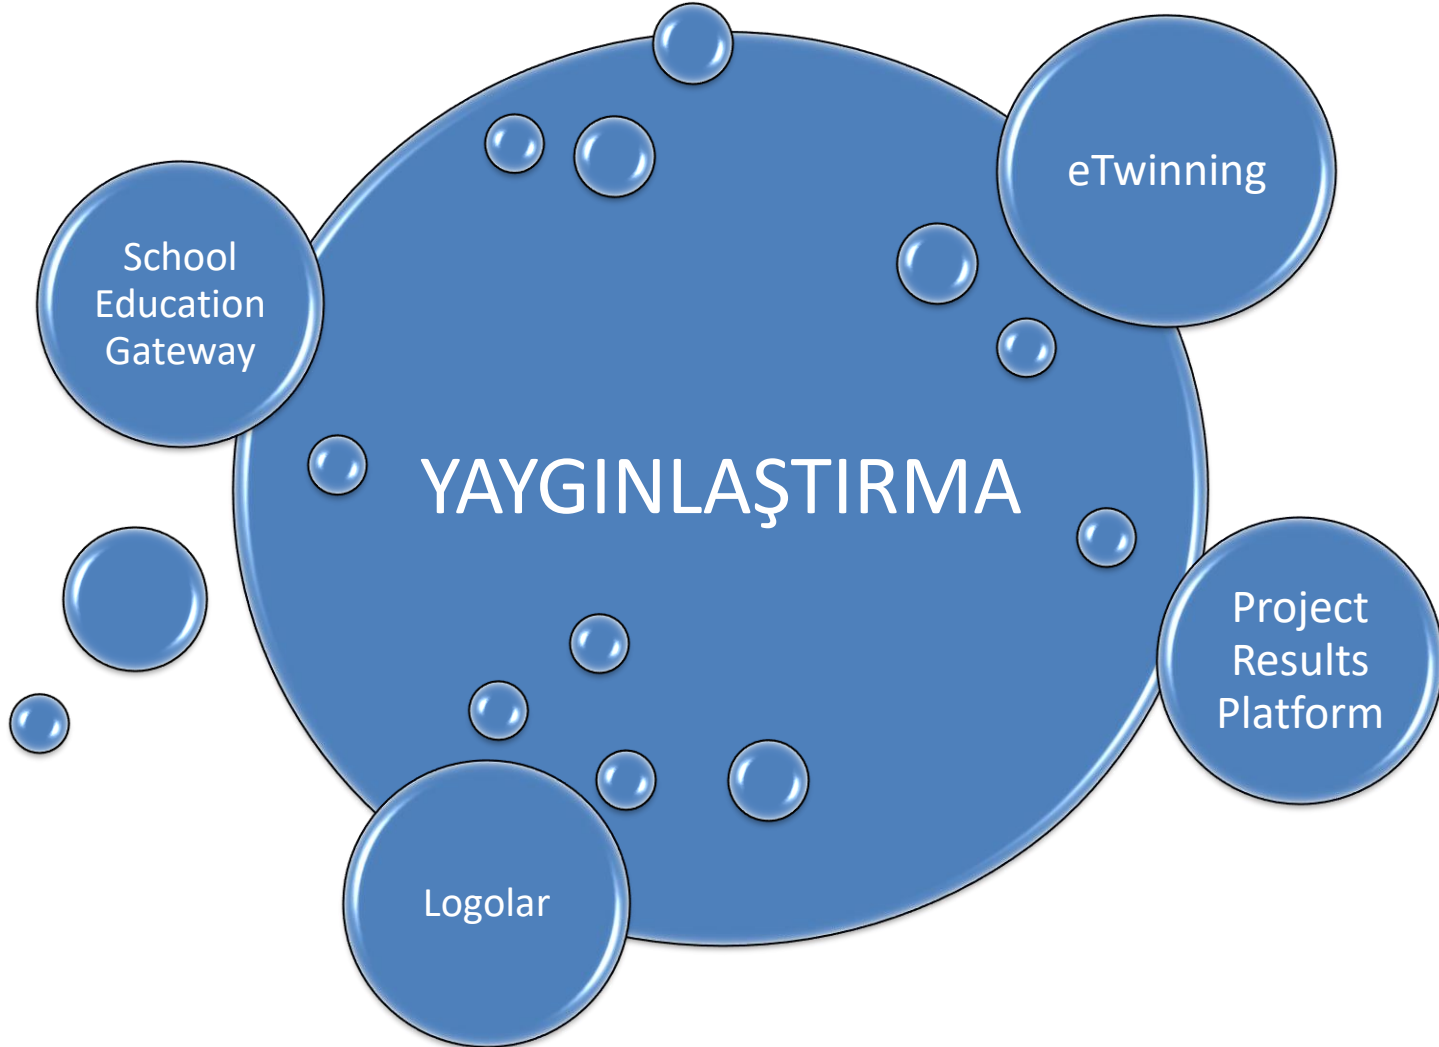 eTwinning
School
Education
Gateway
YAYGINLAŞTIRMA
Project
Results
Platform
Logolar